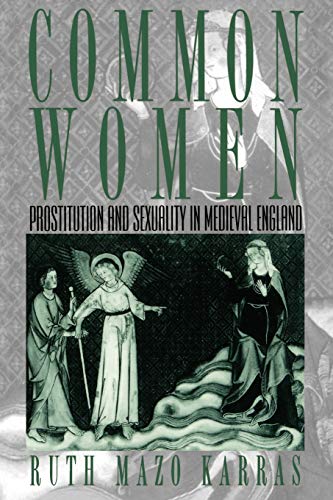 COMMON
WOMEN
PROSTITUTION AND SEXUALITY IN MEDIEVAL ENGLAND
RUTH MAZO KARRAS